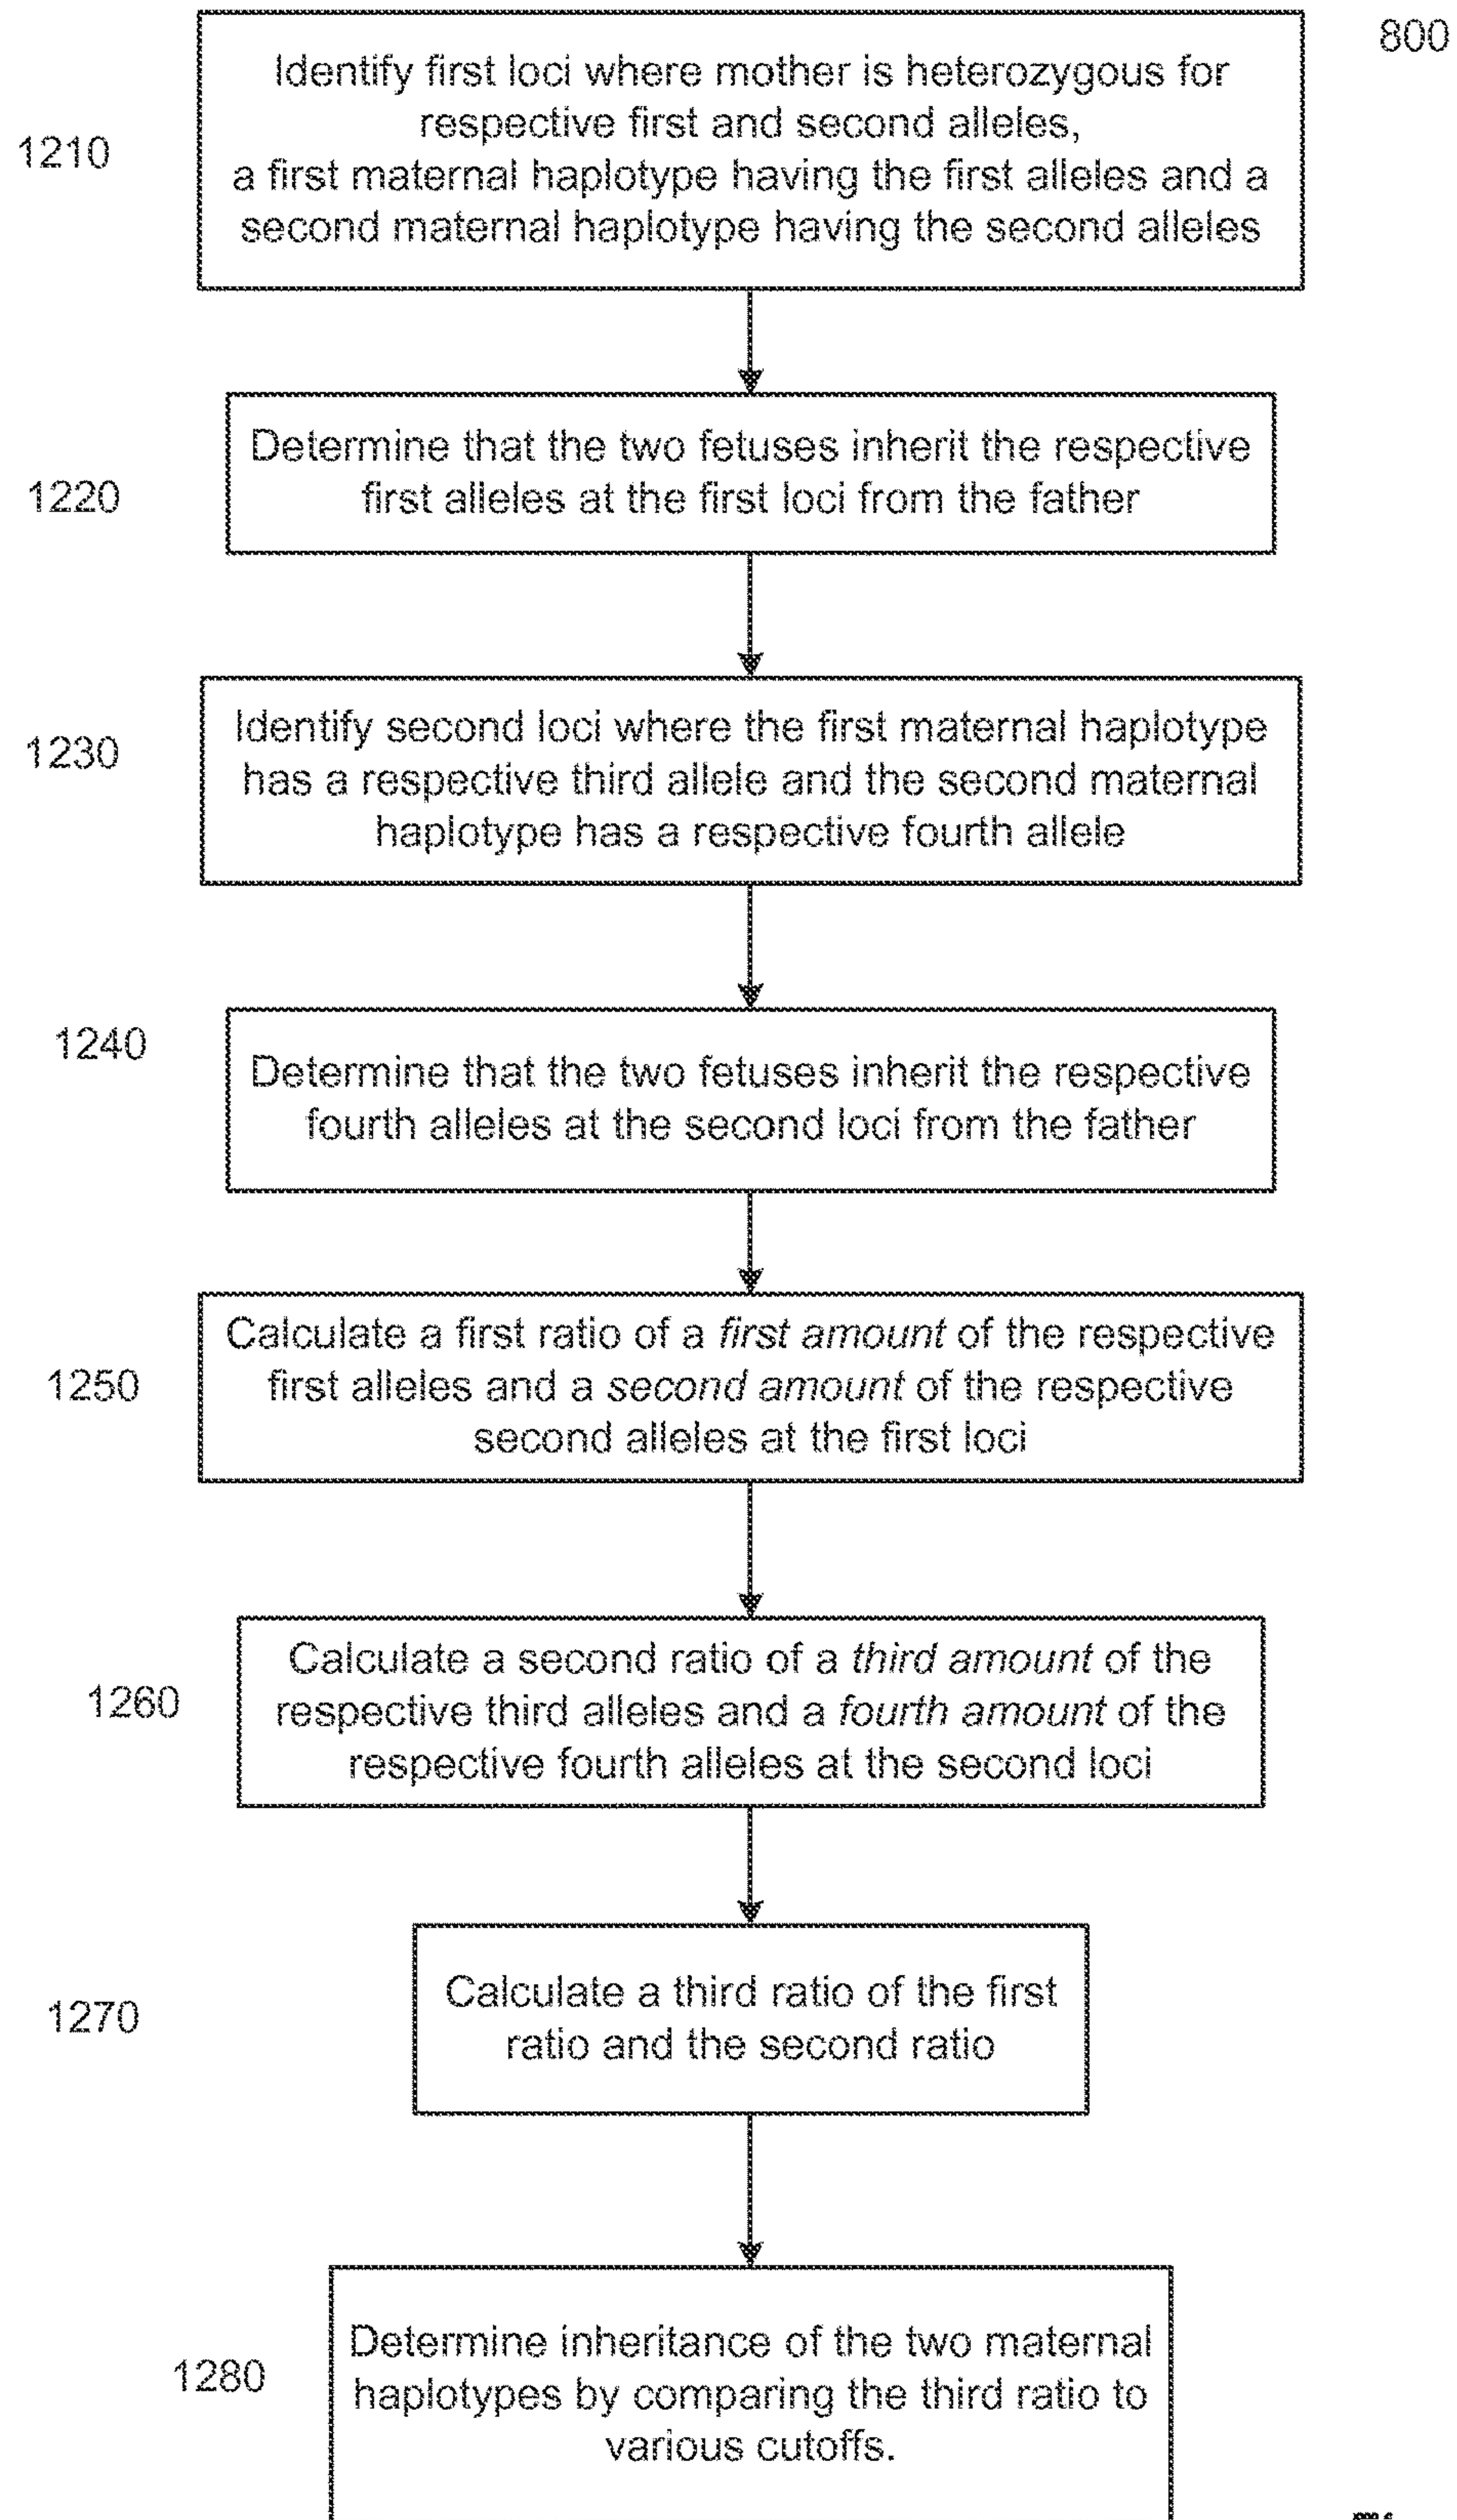 800
1210
Identify first loci where mother is heterozygous for
respective first and second alleles,
a first maternal haplotype having the first alleles and a
second maternal haplotype having the second alleles
1220
Determine that the two fetuses inherit the respective
first alleles at the first loci from the father
1230
Identify second loci where the first maternal haplotype
has a respective third allele and the second maternal
haplotype has a respective fourth allele
1240
Determine that the two fetuses inherit the respective
fourth alleles at the second loci from the father
1250
Calculate a first ratio of a first amount of the respective
first alleles and a second amount of the respective
second alleles at the first loci
1260
Calculate a second ratio of a third amount of the
respective third alleles and a fourth amount of the
respective fourth alleles at the second loci
1270
Calculate a third ratio of the first
ratio and the second ratio
1280
Determine inheritance of the two maternal
haplotypes by comparing the third ratio to
various cutoffs.